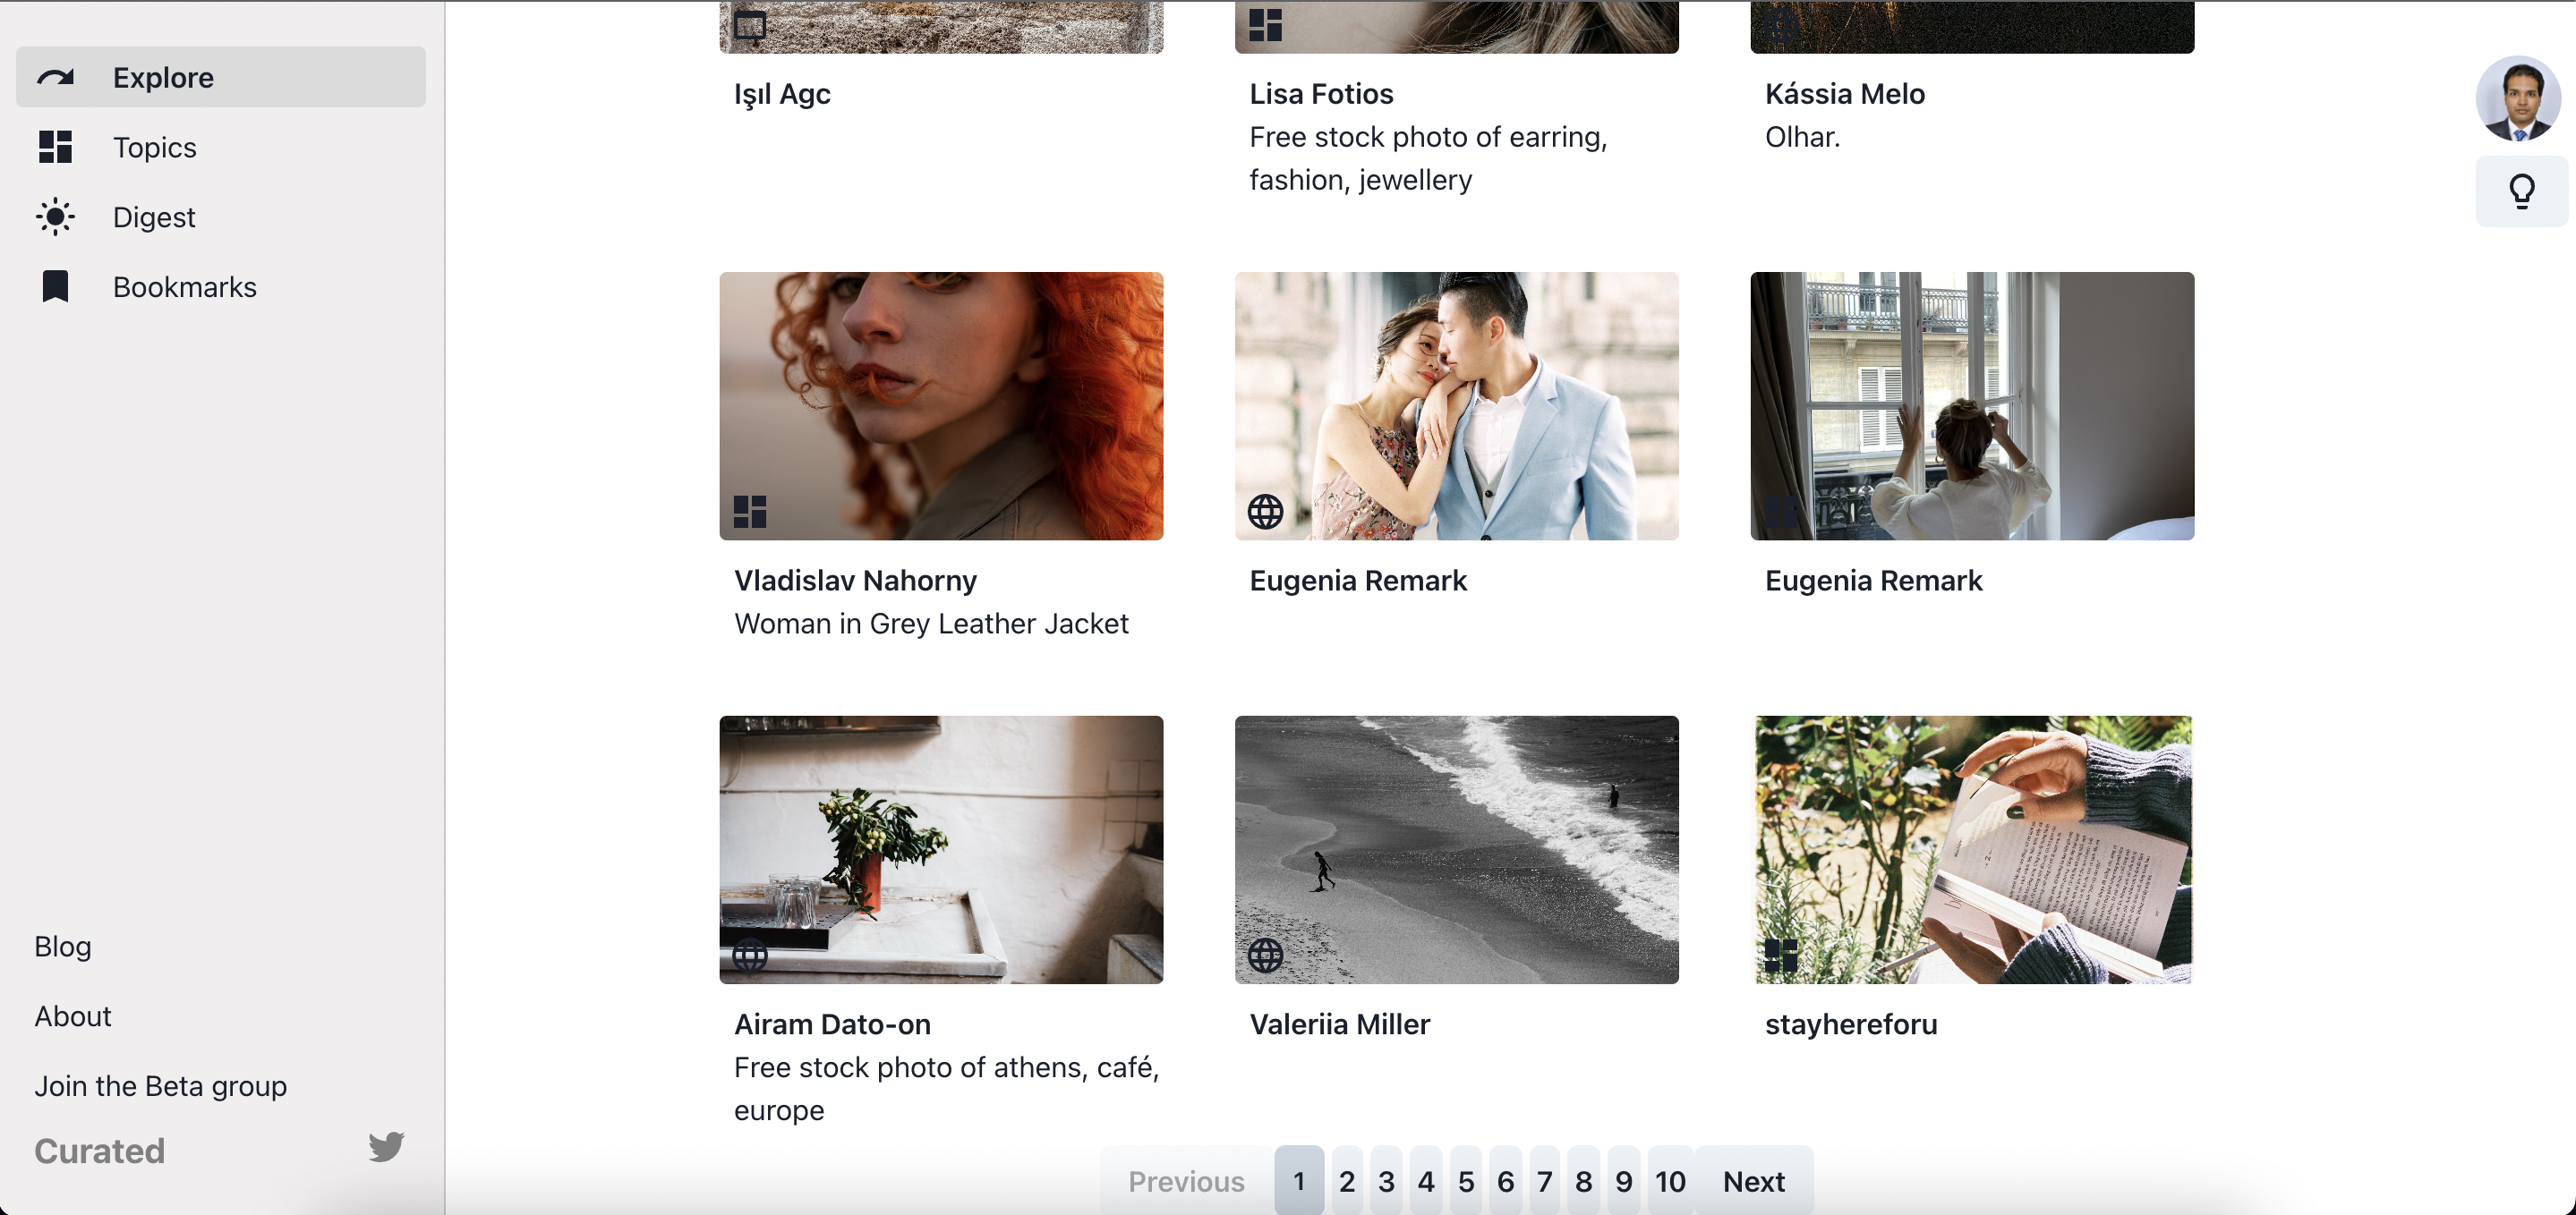 Explore
Topics
Digest
Bookmarks
Blog
About
Join the Beta group
Curated
Işıl Agc
Lisa Fotios
Free stock photo of earring,
fashion, jewellery
Kássia Melo
Olhar.
Vladislav Nahorny
Woman in Grey Leather Jacket
Eugenia Remark
Eugenia Remark
Airam Dato-on
Free stock photo of athens, café,
europe
Valeriia Miller
stayhereforu
Previous 1 2 3 4 5 6 7 8 9 10 Next